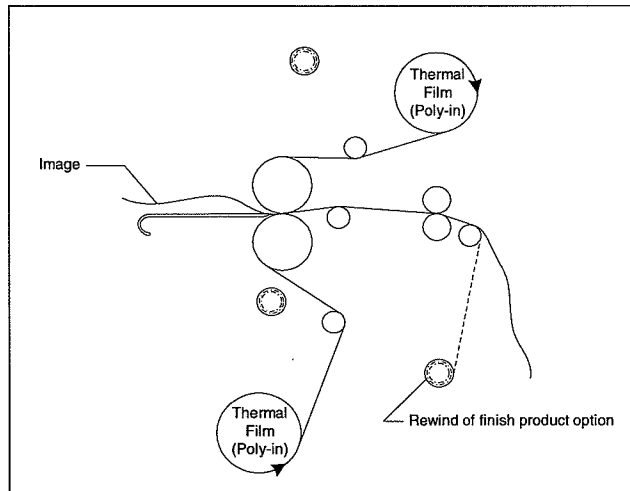 Thermal
Film
(Poly-in)
Image
Thermal
Film
(Poly-in)
Rewind of finish product option